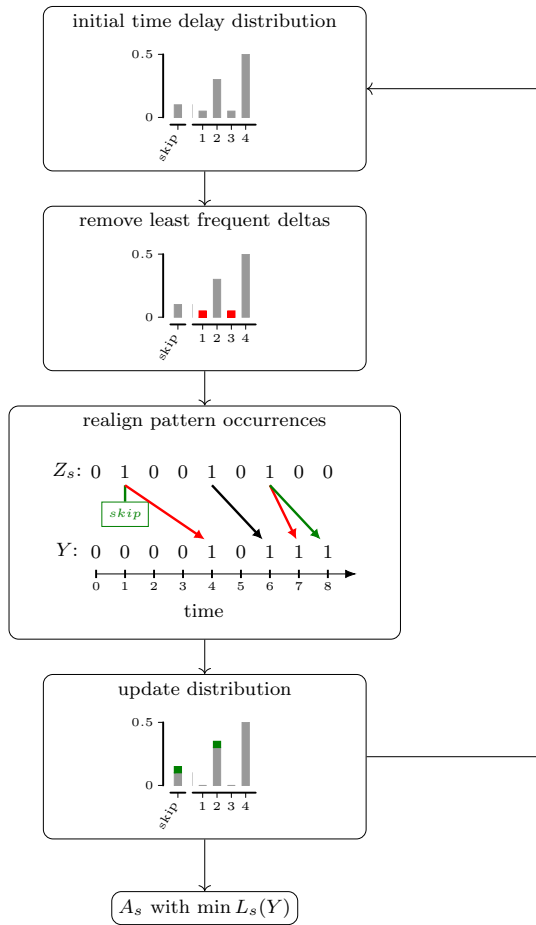 initial time delay distribution
0.5
0
skip 1 2 3 4
remove least frequent deltas
0.5
0
skip 1 2 3 4
realign pattern occurrences
Z_s: 0 1 0 0 1 0 1 0 0
skip
Y: 0 0 0 0 1 0 1 1 1
0 1 2 3 4 5 6 7 8
time
update distribution
0.5
0
skip 1 2 3 4
A_s with min L_s(Y)